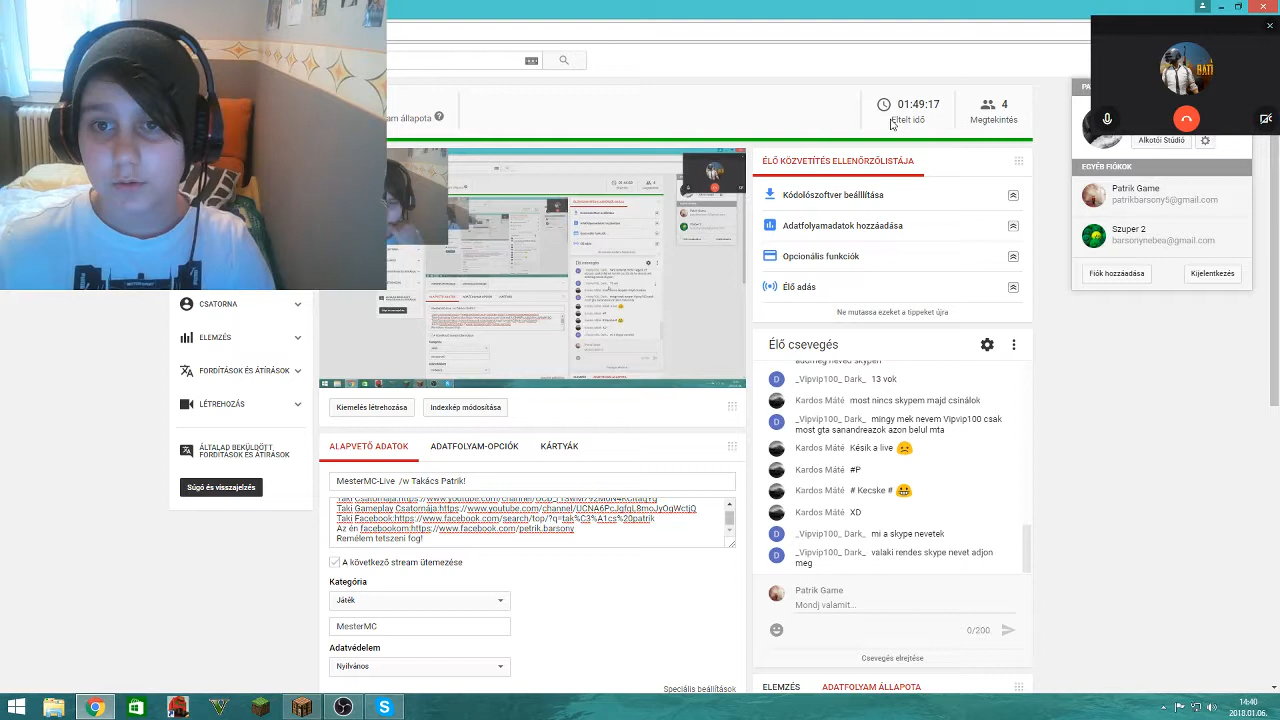 am állapota
01:49:17
Eltelt idő
4
Megtekintés
Alkotói Stúdió
EGYÉB FIÓKOK
Patrik Game
patrikbarsony5@gmail.com
Szuper 2
barsonynebea@gmail.com
Fiók hozzáadása
Kijelentkezés
CSATORNA
ELEMZÉS
FORDÍTÁSOK ÉS ÁTÍRÁSOK
LÉTREHOZÁS
ÁLTALAD BEKÜLDÖTT
FORDÍTÁSOK ÉS ÁTÍRÁSOK
Súgó és visszajelzés
Kiemelés létrehozása
Indexkép módosítása
ALAPVETŐ ADATOK
ADATFOLYAM-OPCIÓK
KÁRTYÁK
MesterMC-Live /w Takács Patrik!
Taki Gameplay Csatornája:https://www.youtube.com/channel/
Taki Facebook:https://www.facebook.com/search/top/?q=tak%C3%A1cs%20patrik
Az én facebookom:https://www.facebook.com/petrik.barsony
Remélem tetszeni fog!
A következő stream ütemezése
Kategória
Játék
MesterMC
Adatvédelem
Nyilvános
Speciális beállítások
ÉLŐ KÖZVETÍTÉS ELLENŐRZŐLISTÁJA
Kódolószoftver beállítása
Adatfolyamadatok hozzáadása
Opcionális funkciók
Élő adás
Ne mutasd ezeket a tippeket újra
Élő csevegés
addmeg neved skypen
_Vipvip100_ Dark_ 13 vok
Kardos Máté most nincs skypem majd csinálok
_Vipvip100_ Dark_ mingy mek nevem Vipvip100 csak
most gta sanandreazok azon belul mta
Kardos Máté Késik a live
Kardos Máté #P
Kardos Máté # Kecske #
Kardos Máté XD
_Vipvip100_ Dark_ mi a skype nevetek
_Vipvip100_ Dark_ valaki rendes skype nevet adjon
meg
Patrik Game
Mondj valamit...
0/200
Csevegés elrejtése
ELEMZÉS
ADATFOLYAM ÁLLAPOTA
14:40
2018.01.06.